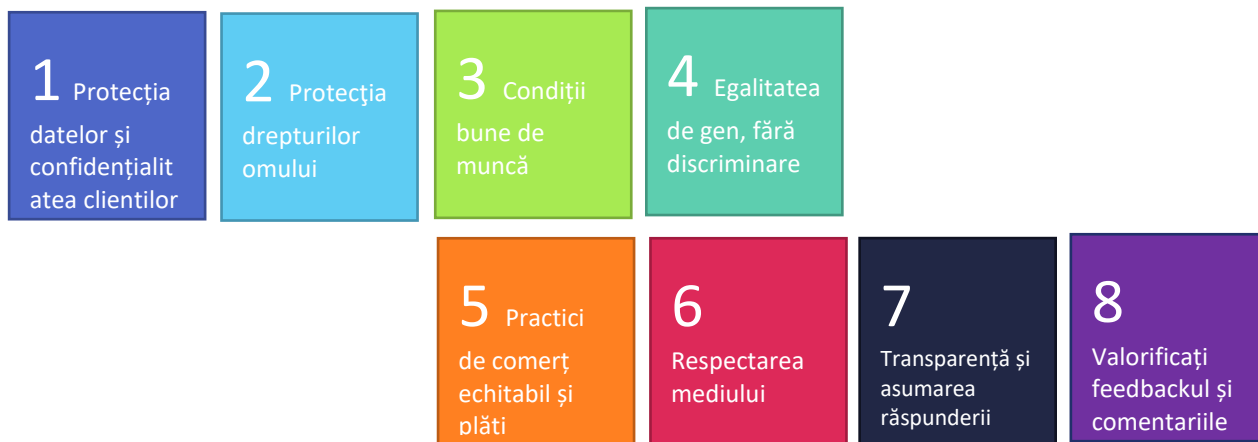 1 Protecția
datelor și
confidențialit
atea clientilor
2 Protecţia
drepturilor
omului
3 Condiții
bune de
muncă
4 Egalitatea
de gen, fără
discriminare
5 Practici
de comerț
echitabil și
plăti
6
Respectarea
mediului
7
Transparență și
asumarea
răspunderii
8
Valorificați
feedbackul și
comentariile